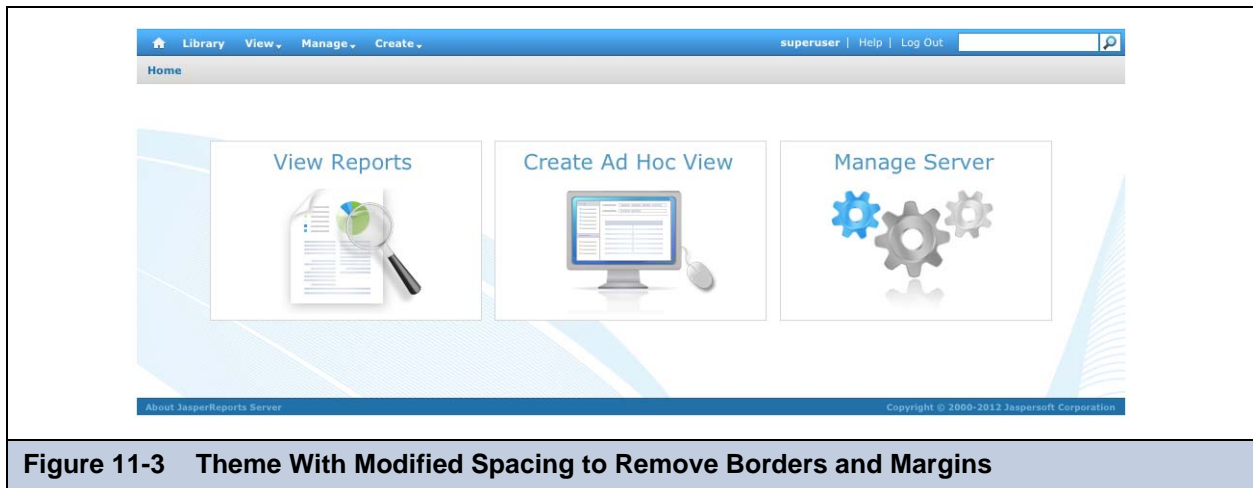 Library View Manage Create superuser | Help | Log Out
Home
View Reports Create Ad Hoc View Manage Server
About JasperReports Server Copyright © 2000-2012 Jaspersoft Corporation
Figure 11-3 Theme With Modified Spacing to Remove Borders and Margins